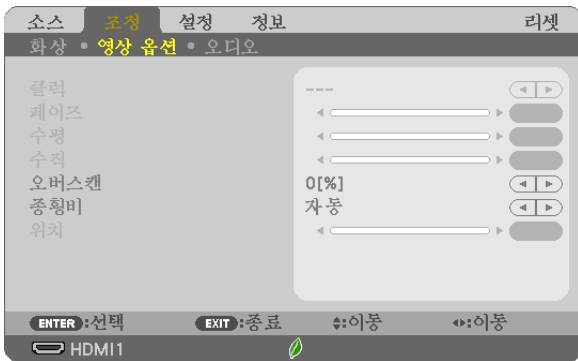 소스 조정 설정 정보 리셋
화상 • 영상 옵션 • 오디오
클럭 ---
페이즈
수평
수직
오버스캔 0[%]
종횡비 자동
위치
ENTER:선택 EXIT:종료 :이동 :이동
HDMI1